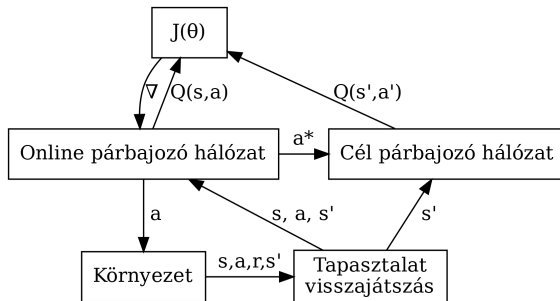 J(θ)
∇
Q(s,a)
Q(s',a')
Online párbajozó hálózat
a*
Cél párbajozó hálózat
a
s, a, s'
s'
Környezet
s,a,r,s'
Tapasztalat
visszajátszás